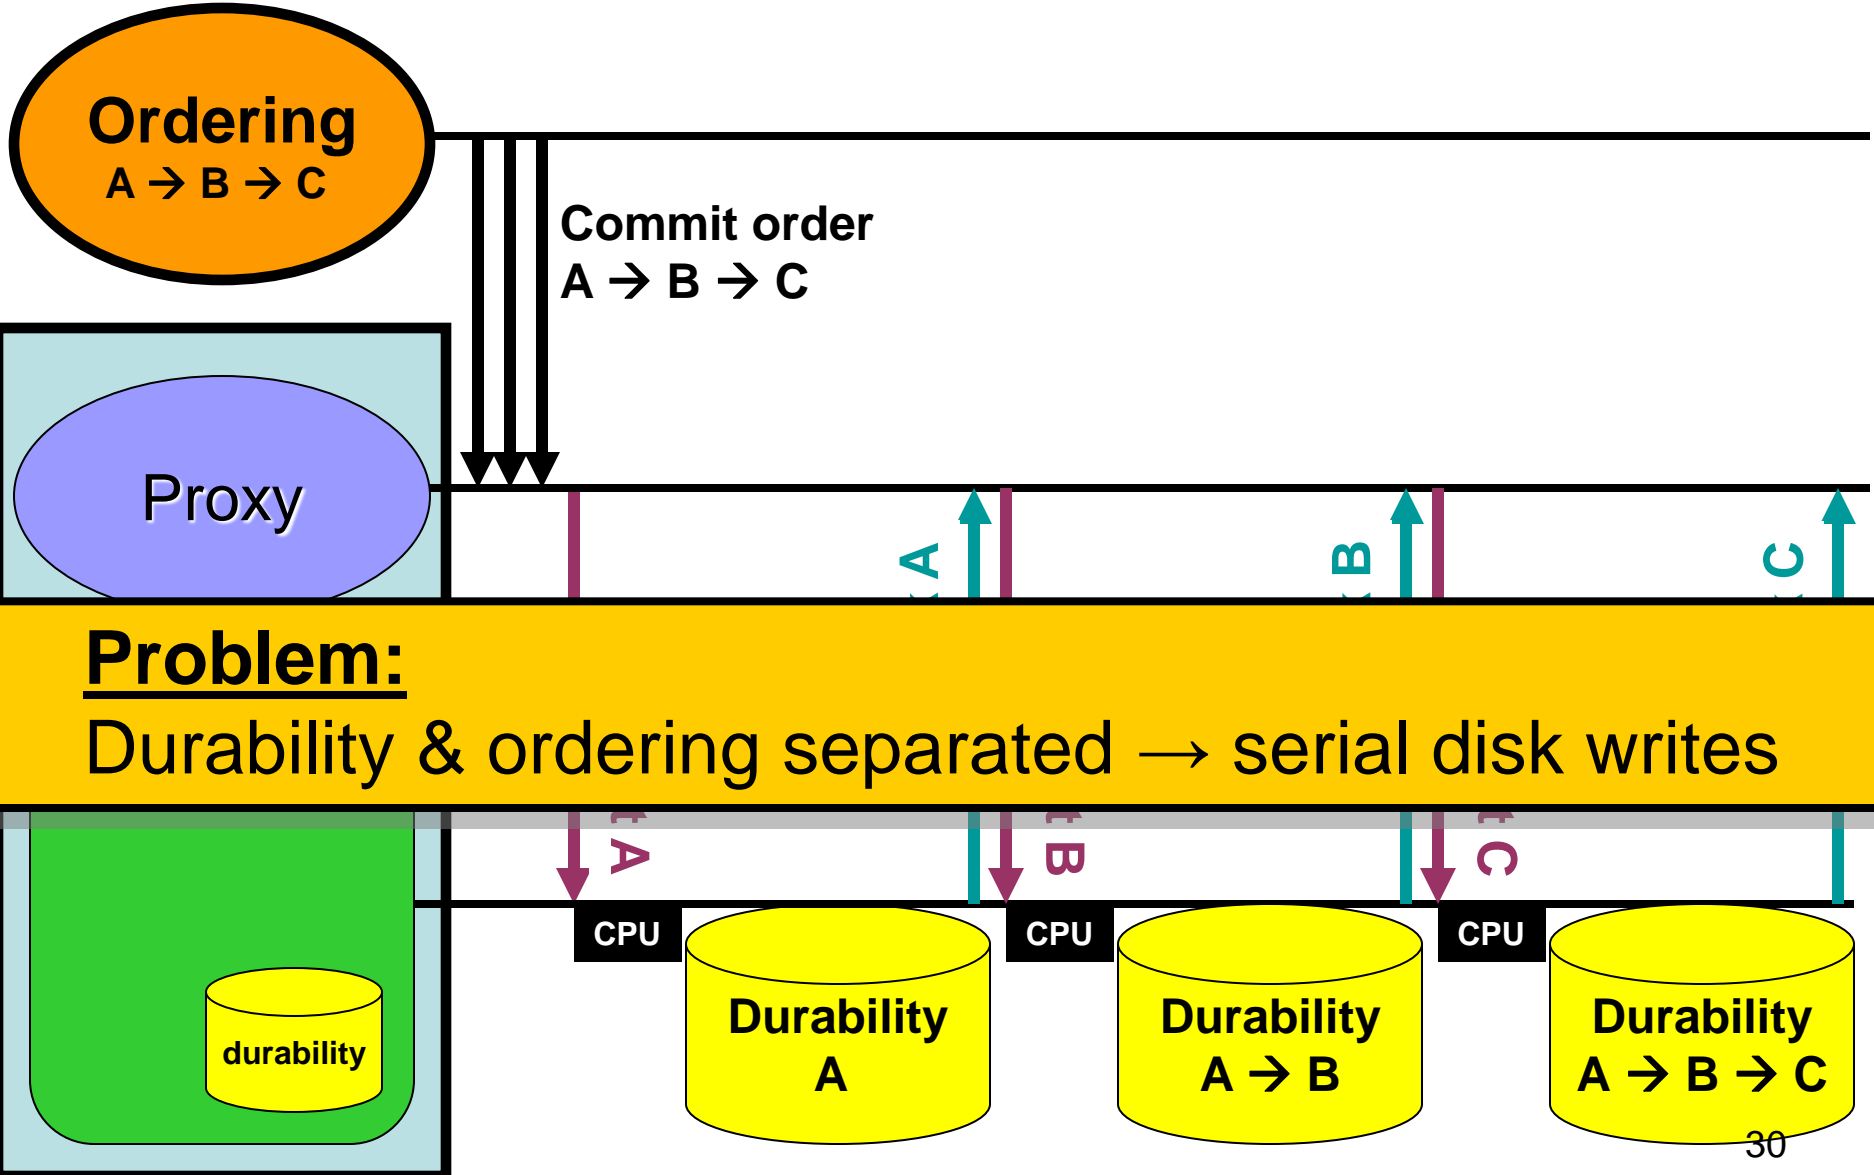 Ordering
A → B → C
Commit order
A → B → C
Proxy
A
B
C
Problem:
Durability & ordering separated → serial disk writes
A
B
C
CPU
CPU
CPU
durability
Durability
A
Durability
A → B
Durability
A → B → C
30